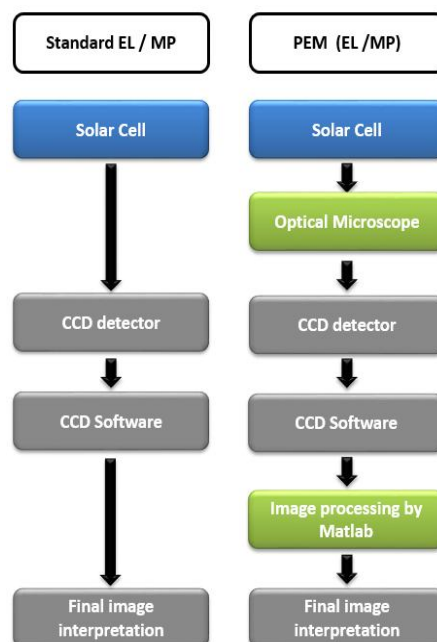 Standard EL / MP
Solar Cell
CCD detector
CCD Software
Final image
interpretation
PEM (EL /MP)
Solar Cell
Optical Microscope
CCD detector
CCD Software
Image processing by
Matlab
Final image
interpretation